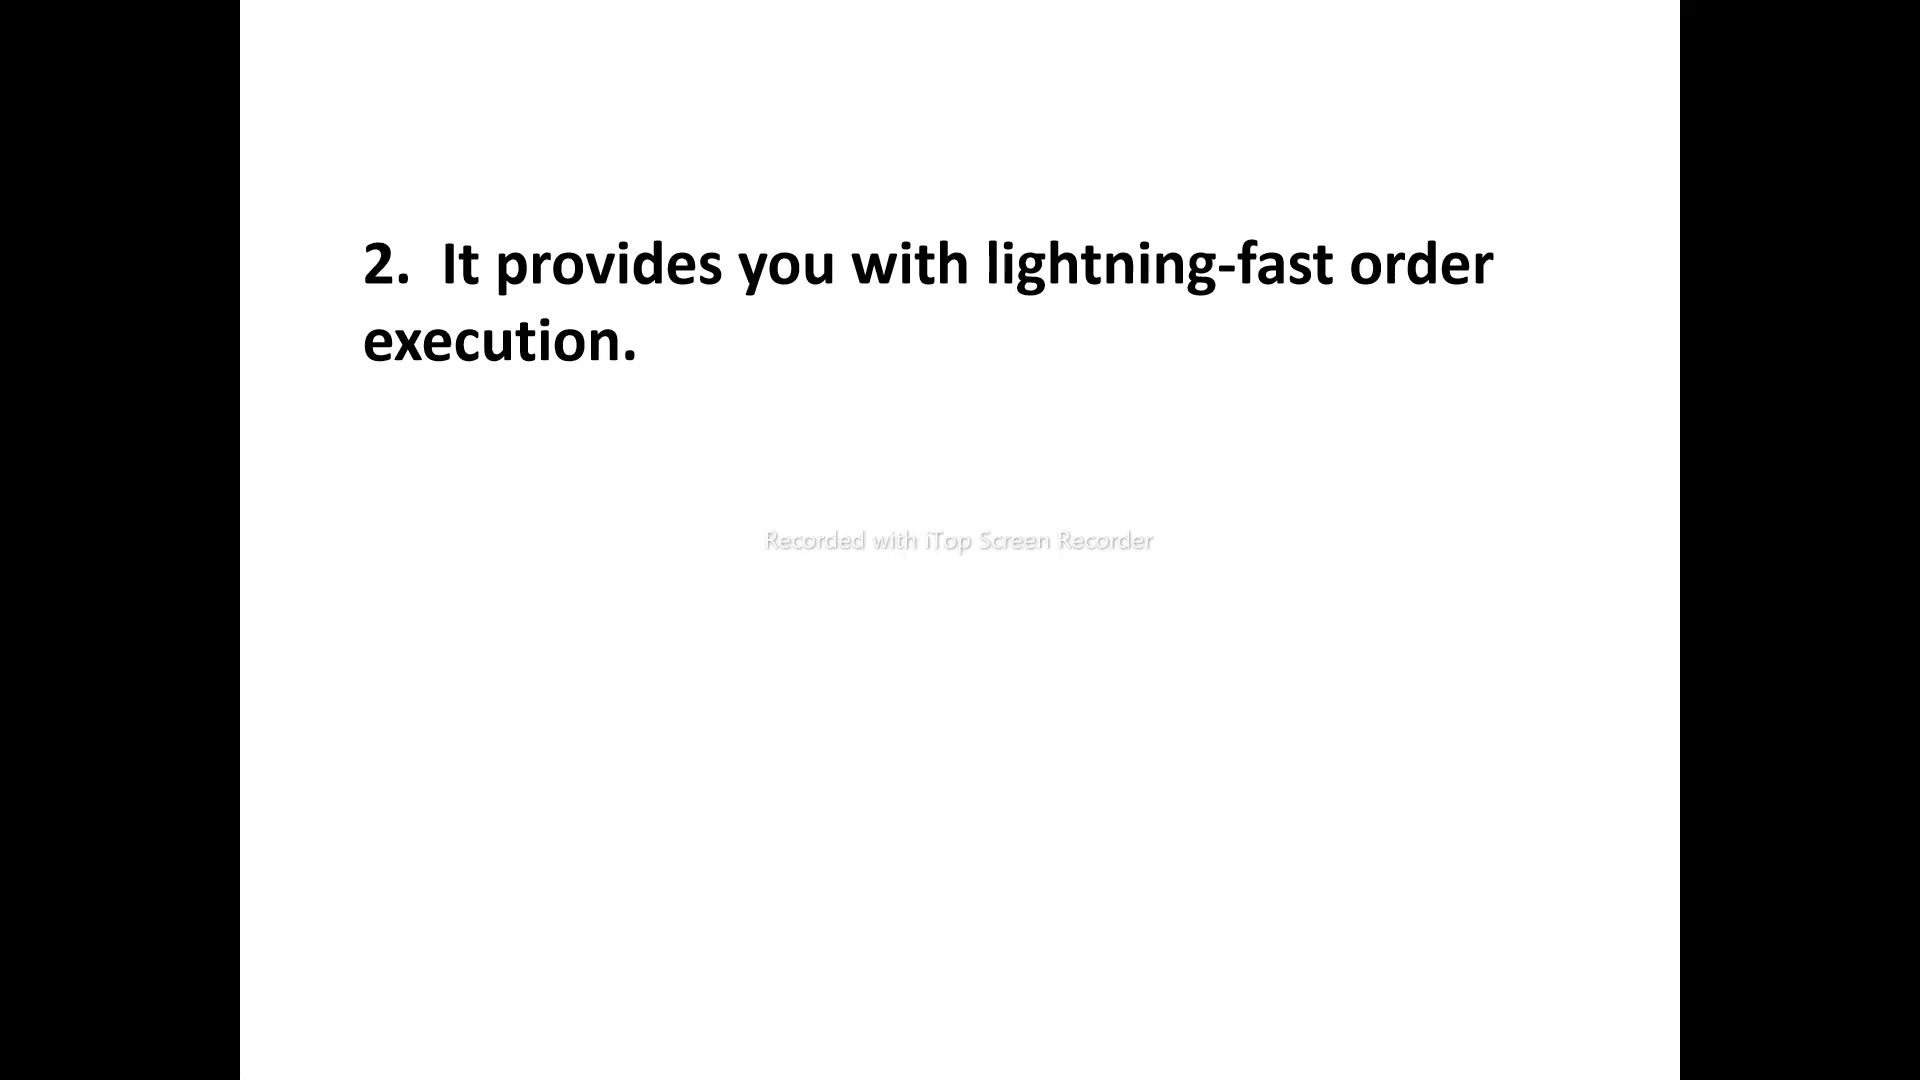 2. It provides you with lightning-fast order
execution.
Recorded with iTop Screen Recorder